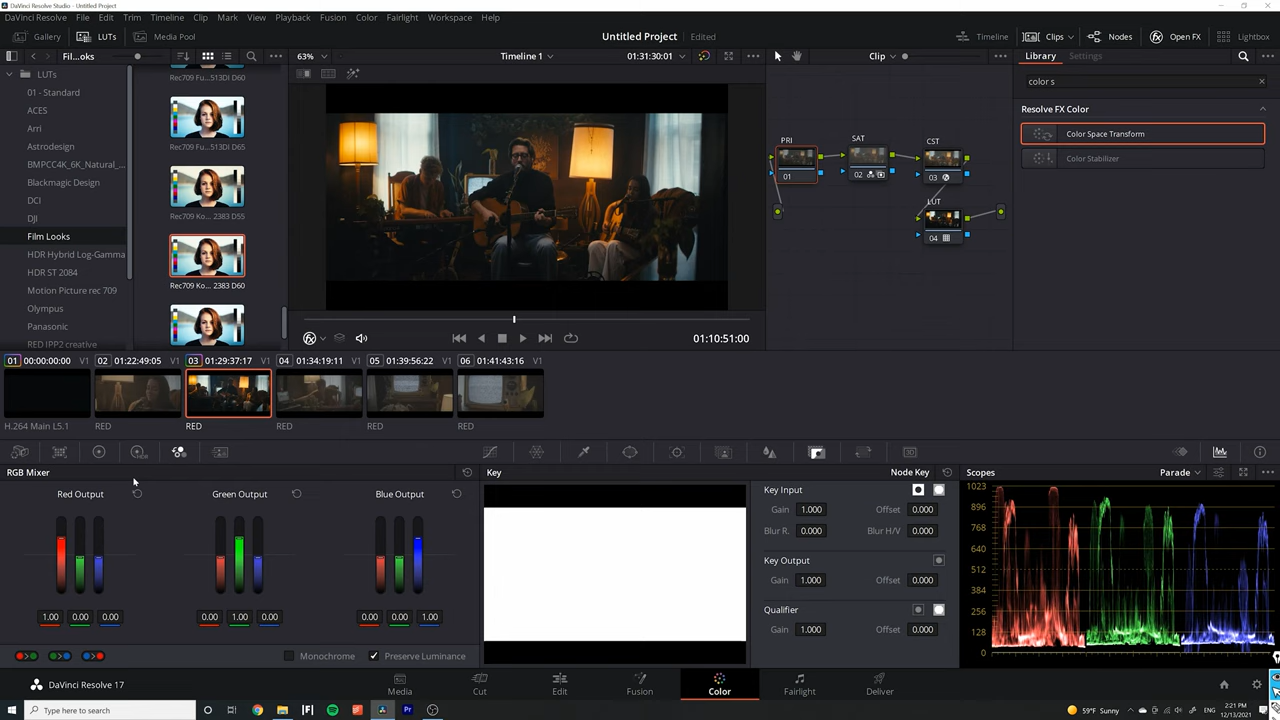 DaVinci Resolve Studio - Untitled Project
DaVinci Resolve File Edit Trim Timeline Clip Mark View Playback Fusion Color Fairlight Workspace Help
Gallery LUTs Media Pool Untitled Project Edited Timeline Clips Nodes Open FX Lightbox
Fil...oks 63% Timeline 1 01:31:30:01 Clip Library Settings
LUTs
01 - Standard
ACES
Arri
Astrodesign
BMPCC4K_6K_Natural_...
Blackmagic Design
DCI
DJI
Film Looks
HDR Hybrid Log-Gamma
HDR ST 2084
Motion Picture rec 709
Olympus
Panasonic
RED IPP2 creative
Rec709 Fu...513DI D60
Rec709 Fu...513DI D65
Rec709 Ko... 2383 D55
Rec709 Ko... 2383 D60
PRI
01
SAT
02
CST
03
LUT
04
color s
Resolve FX Color
Color Space Transform
Color Stabilizer
01:10:51:00
01 00:00:00:00 V1 02 01:22:49:05 V1 03 01:29:37:17 V1 04 01:34:19:11 V1 05 01:39:56:22 V1 06 01:41:43:16 V1
H.264 Main L5.1 RED RED RED RED RED
RGB Mixer
Red Output Green Output Blue Output
1.00 0.00 0.00 0.00 1.00 0.00 0.00 0.00 1.00
Monochrome Preserve Luminance
Key Node Key
Key Input
Gain 1.000 Offset 0.000
Blur R. 0.000 Blur H/V 0.000
Key Output
Gain 1.000 Offset 0.000
Qualifier
Gain 1.000 Offset 0.000
Scopes Parade
1023
896
768
640
512
384
256
128
0
DaVinci Resolve 17 Media Cut Edit Fusion Color Fairlight Deliver
Type here to search 59°F Sunny ENG 2:21 PM
12/13/2021